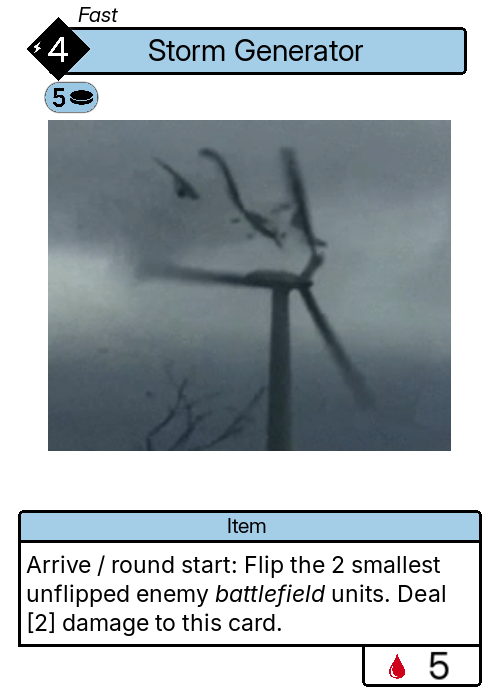 Fast
4
Storm Generator
5
Item
Arrive / round start: Flip the 2 smallest
unflipped enemy battlefield units. Deal
[2] damage to this card.
5